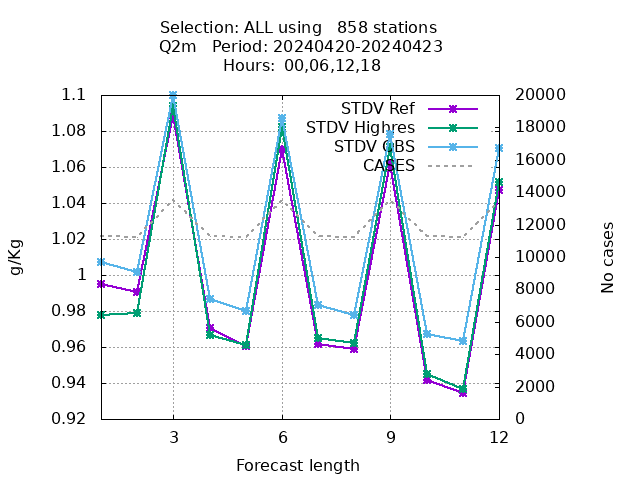 Selection: ALL using   858 stations
Q2m   Period: 20240420-20240423
Hours:  00,06,12,18
STDV Ref
STDV Highres
STDV OBS
CASES
1.1
1.08
1.06
1.04
1.02
1
0.98
0.96
0.94
0.92
20000
18000
16000
14000
12000
10000
8000
6000
4000
2000
0
g/Kg
No cases
3 6 9 12
Forecast length